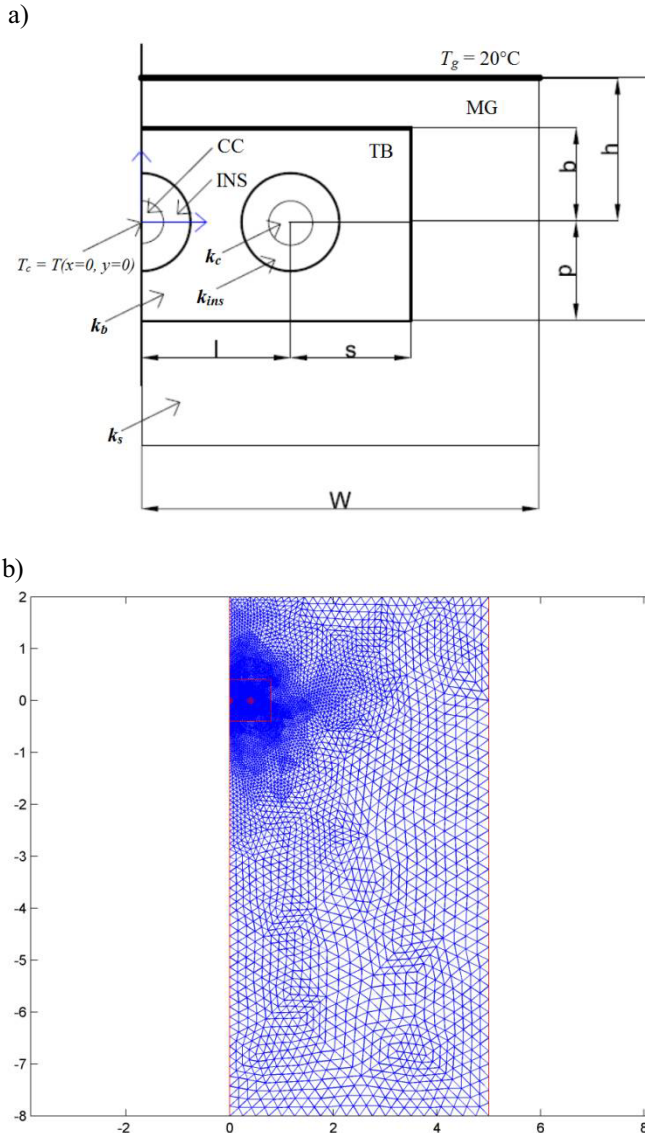 a)
T_g = 20°C
MG
CC
TB
INS
b
h
T_c = T(x=0, y=0)
k_c
k_ins
p
k_b
l
s
k_s
W
b)
2
1
0
-1
-2
-3
-4
-5
-6
-7
-8
-2
0
2
4
6
8